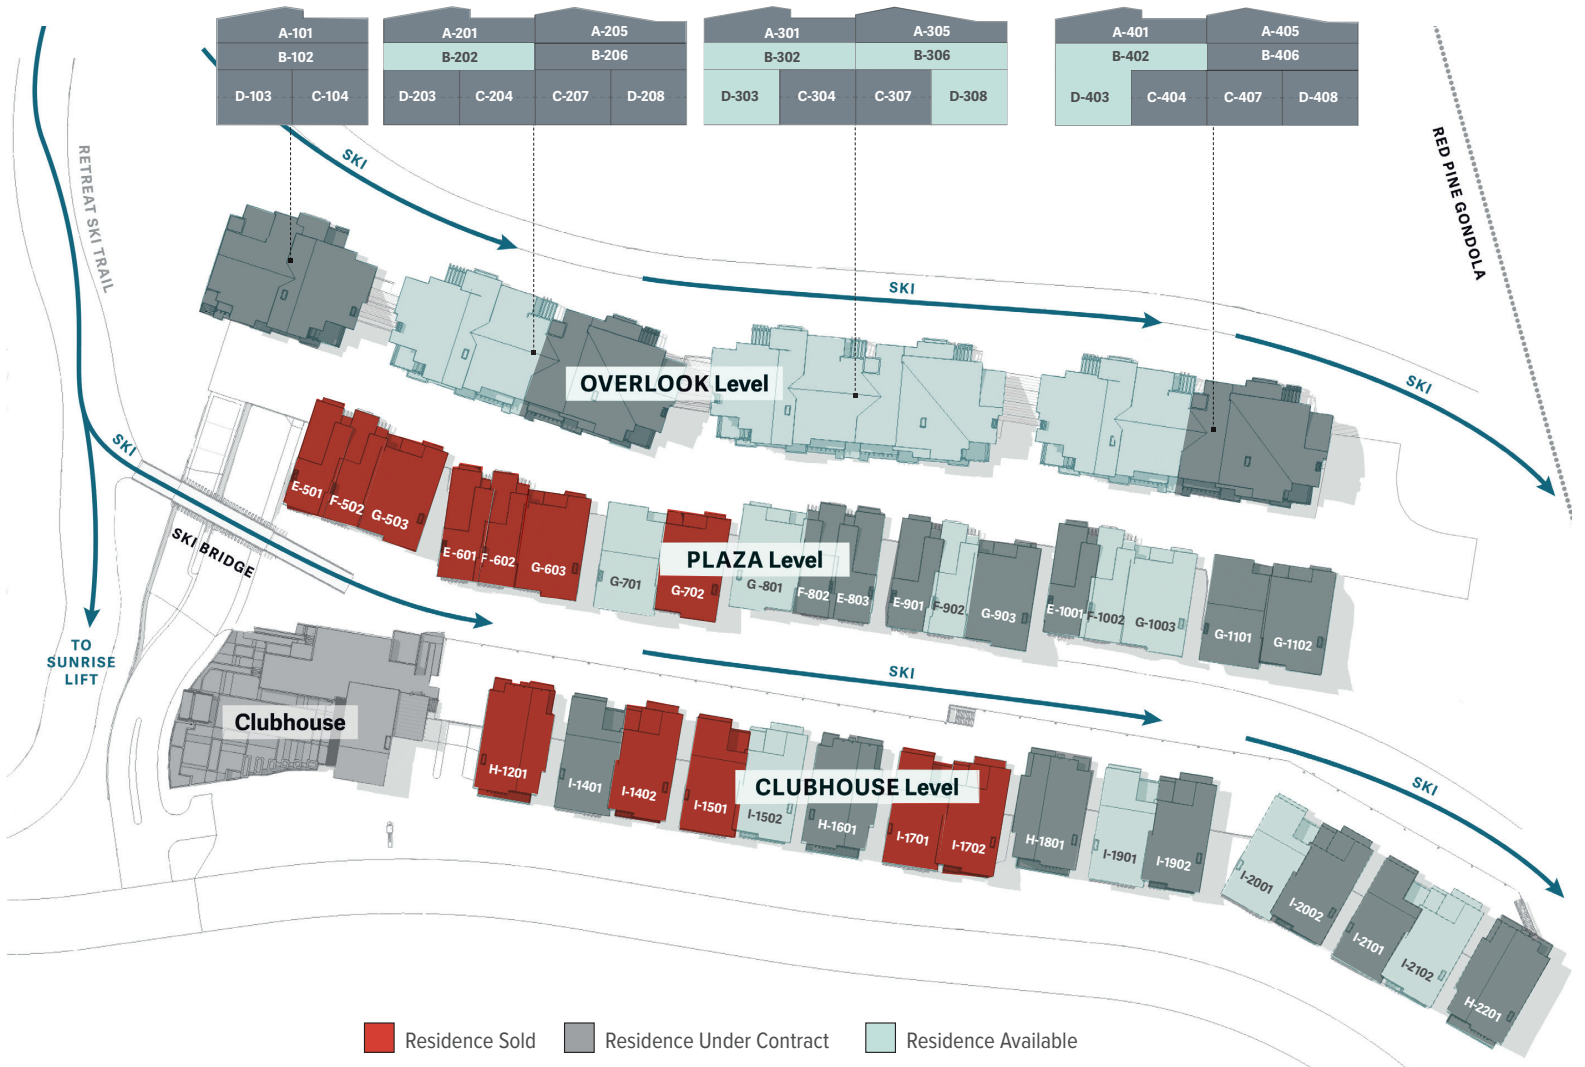 A-101
B-102
D-103 C-104
A-201 A-205
B-202 B-206
D-203 C-204 C-207 D-208
A-301 A-305
B-302 B-306
D-303 C-304 C-307 D-308
A-401 A-405
B-402 B-406
D-403 C-404 C-407 D-408
RETREAT SKI TRAIL
SKI
SKI
SKI
RED PINE GONDOLA
OVERLOOK Level
SKI
SKI BRIDGE
E-501
F-502
G-503
E-601
F-602
G-603
G-701
G-702
PLAZA Level
G-801
F-802
E-803
E-901
F-902
G-903
E-1001
F-1002
G-1003
G-1101
G-1102
TO
SUNRISE
LIFT
SKI
Clubhouse
H-1201
I-1401
I-1402
I-1501
I-1502
CLUBHOUSE Level
H-1601
I-1701
I-1702
H-1801
I-1901
I-1902
SKI
I-2001
I-2002
I-2101
I-2102
H-2201
Residence Sold
Residence Under Contract
Residence Available